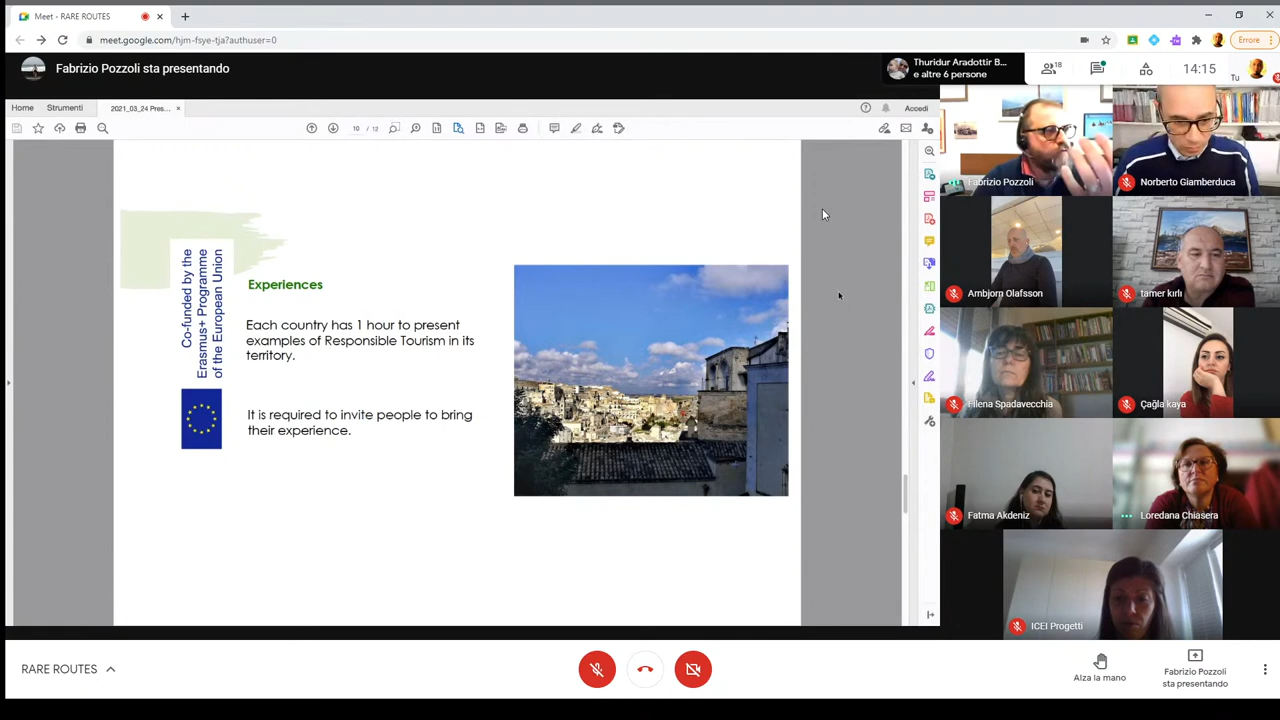 Meet - RARE ROUTES
meet.google.com/hjm-fsye-tja?authuser=0
Errore
Fabrizio Pozzoli sta presentando
Thuridur Aradottir B...
e altre 6 persone
18
14:15
Tu
Home
Strumenti
2021_03_24 Pres...
Accedi
10 / 12
Co-funded by the
Erasmus+ Programme
of the European Union
Experiences
Each country has 1 hour to present
examples of Responsible Tourism in its
territory.
It is required to invite people to bring
their experience.
Fabrizio Pozzoli
Norberto Giamberduca
Ambjorn Olafsson
tamer kırlı
Filena Spadavecchia
Çağla kaya
Fatma Akdeniz
Loredana Chiasera
ICEI Progetti
RARE ROUTES
Alza la mano
Fabrizio Pozzoli
sta presentando